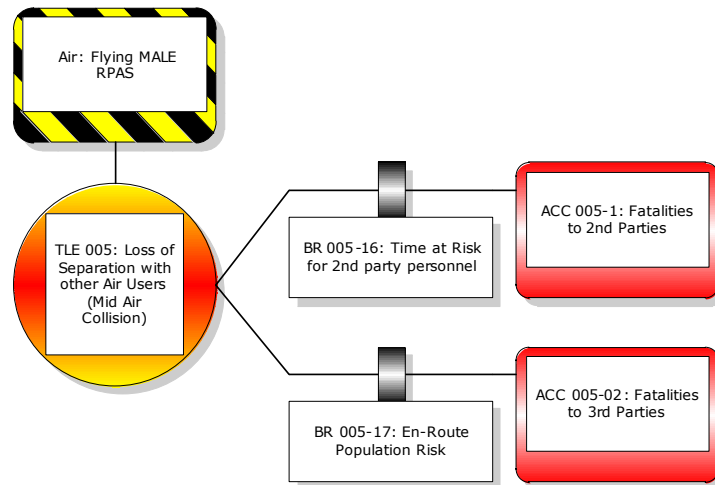 Air: Flying MALE
RPAS
TLE 005: Loss of
Separation with
other Air Users
(Mid Air
Collision)
BR 005-16: Time at Risk
for 2nd party personnel
ACC 005-1: Fatalities
to 2nd Parties
BR 005-17: En-Route
Population Risk
ACC 005-02: Fatalities
to 3rd Parties